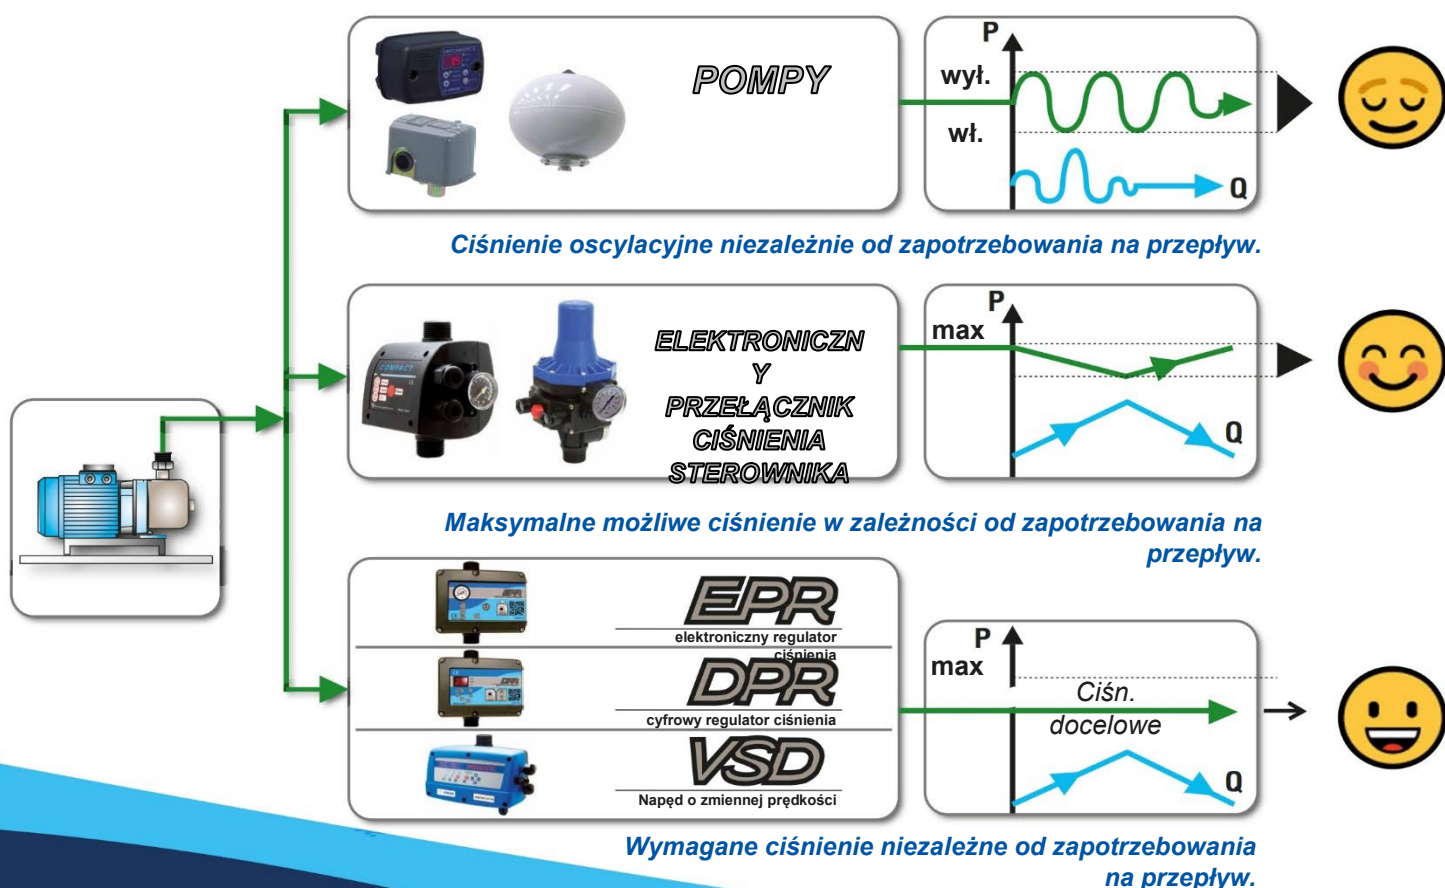 POMPY
P
wył.
wł.
Q
Ciśnienie oscylacyjne niezależnie od zapotrzebowania na przepływ.
COMPACT
ELEKTRONICZN
Y
PRZEŁĄCZNIK
CIŚNIENIA
STEROWNIKA
P
max
Q
Maksymalne możliwe ciśnienie w zależności od zapotrzebowania na
przepływ.
EPR
elektroniczny regulator
ciśnienia
DPR
cyfrowy regulator ciśnienia
VSD
Napęd o zmiennej prędkości
P
max
Ciśn.
docelowe
Q
Wymagane ciśnienie niezależne od zapotrzebowania
na przepływ.